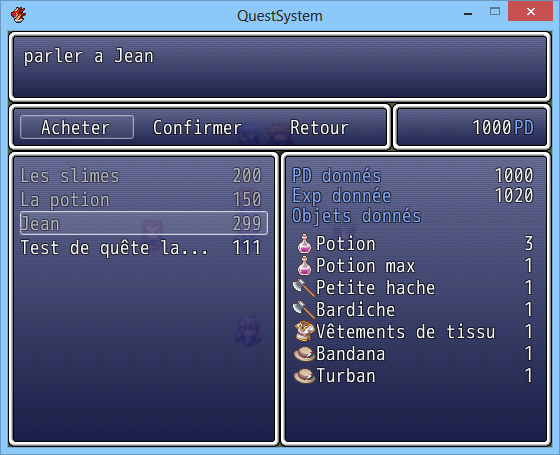 QuestSystem
parler a Jean
Acheter Confirmer Retour 1000PD
Les slimes 200
La potion 150
Jean 299
Test de quête la... 111
PD donnés 1000
Exp donnée 1020
Objets donnés
Potion 3
Potion max 1
Petite hache 1
Bardiche 1
Vêtements de tissu 1
Bandana 1
Turban 1